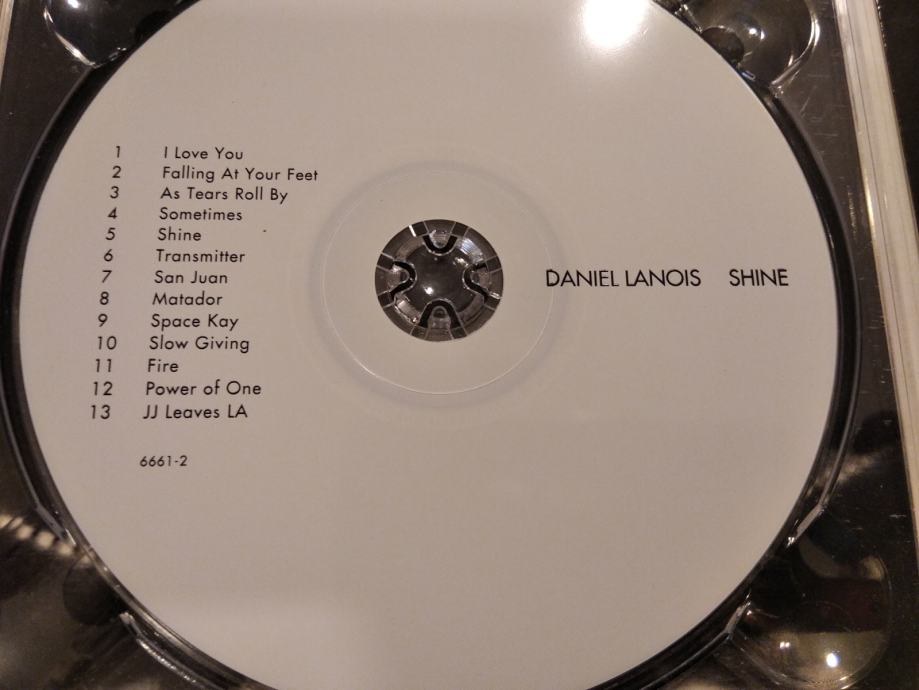 1 I Love You
2 Falling At Your Feet
3 As Tears Roll By
4 Sometimes
5 Shine
6 Transmitter
7 San Juan
8 Matador
9 Space Kay
10 Slow Giving
11 Fire
12 Power of One
13 JJ Leaves LA
6661-2
DANIEL LANOIS SHINE